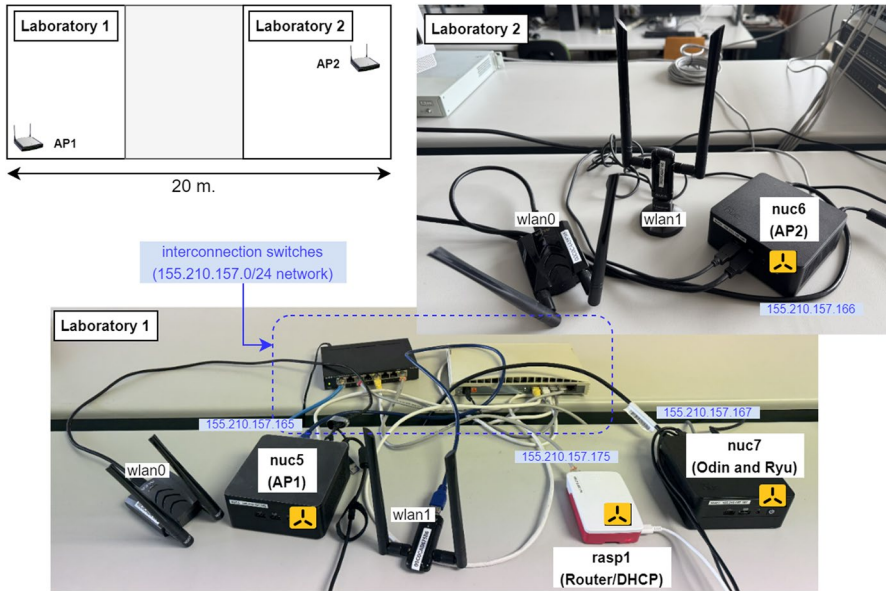 Laboratory 1
Laboratory 2
AP2
AP1
20 m.
Laboratory 2
wlan0
wlan1
nuc6
(AP2)
155.210.157.166
interconnection switches
(155.210.157.0/24 network)
Laboratory 1
155.210.157.165
155.210.157.167
155.210.157.175
wlan0
nuc5
(AP1)
wlan1
nuc7
(Odin and Ryu)
rasp1
(Router/DHCP)